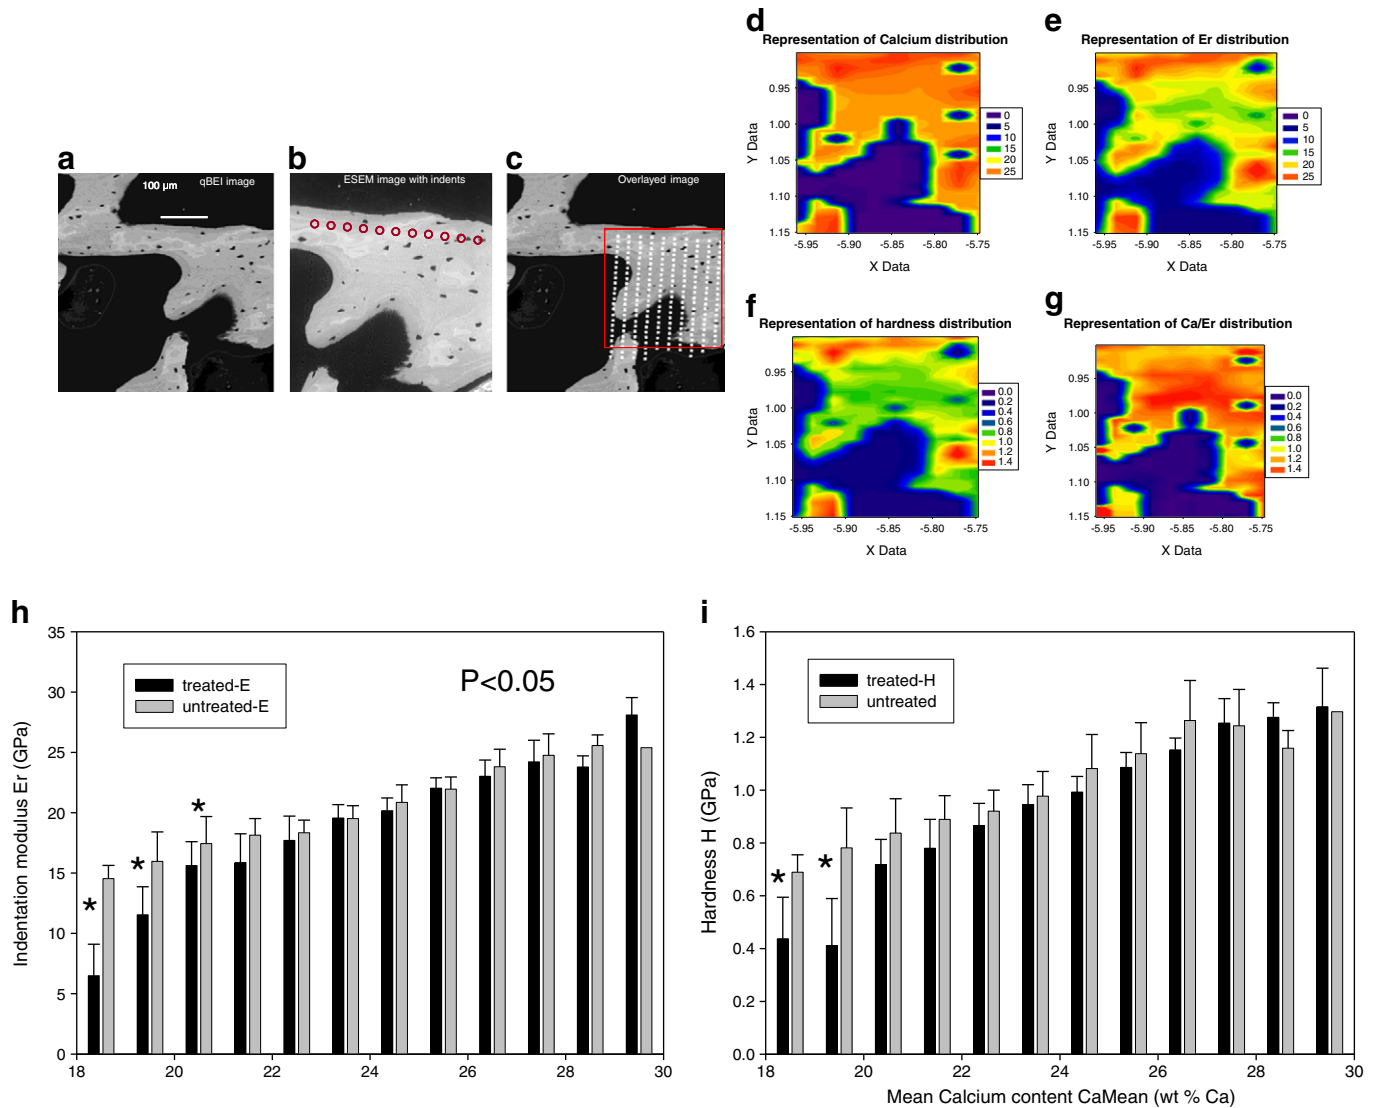 a
100 µm
qBEI image
b
ESEM image with indents
c
Overlayed image
d
Representation of Calcium distribution
0.95
1.00
1.05
1.10
1.15
Y Data
-5.95 -5.90 -5.85 -5.80 -5.75
X Data
0
5
10
15
20
25
e
Representation of Er distribution
0.95
1.00
1.05
1.10
1.15
Y Data
-5.95 -5.90 -5.85 -5.80 -5.75
X Data
0
5
10
15
20
25
f
Representation of hardness distribution
0.95
1.00
1.05
1.10
1.15
Y Data
-5.95 -5.90 -5.85 -5.80 -5.75
X Data
0.0
0.2
0.4
0.6
0.8
1.0
1.2
1.4
g
Representation of Ca/Er distribution
0.95
1.00
1.05
1.10
1.15
Y Data
-5.95 -5.90 -5.85 -5.80 -5.75
X Data
0.0
0.2
0.4
0.6
0.8
1.0
1.2
1.4
h
35
30
25
20
15
10
5
0
Indentation modulus Er (GPa)
treated-E
untreated-E
P<0.05
*
*
*
18 20 22 24 26 28 30
i
1.6
1.4
1.2
1.0
0.8
0.6
0.4
0.2
0.0
Hardness H (GPa)
treated-H
untreated
*
*
18 20 22 24 26 28 30
Mean Calcium content CaMean (wt % Ca)